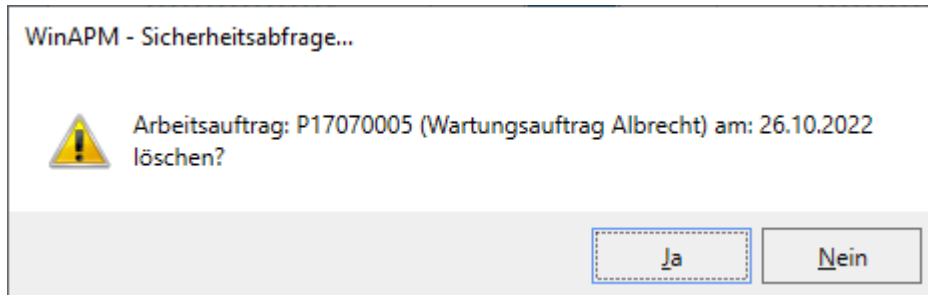 WinAPM - Sicherheitsabfrage...
Arbeitsauftrag: P17070005 (Wartungsauftrag Albrecht) am: 26.10.2022
löschen?
Ja
Nein